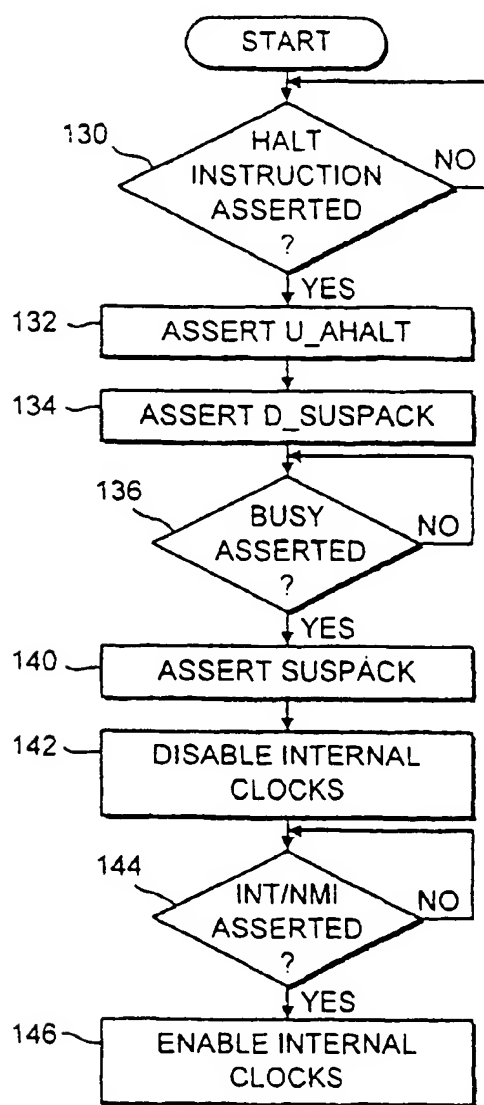 START
130
HALT
INSTRUCTION
ASSERTED
?
NO
YES
132
ASSERT U_AHALT
134
ASSERT D_SUSPACK
136
BUSY
ASSERTED
?
NO
YES
140
ASSERT SUSPACK
142
DISABLE INTERNAL
CLOCKS
144
INT/NMI
ASSERTED
?
NO
YES
146
ENABLE INTERNAL
CLOCKS